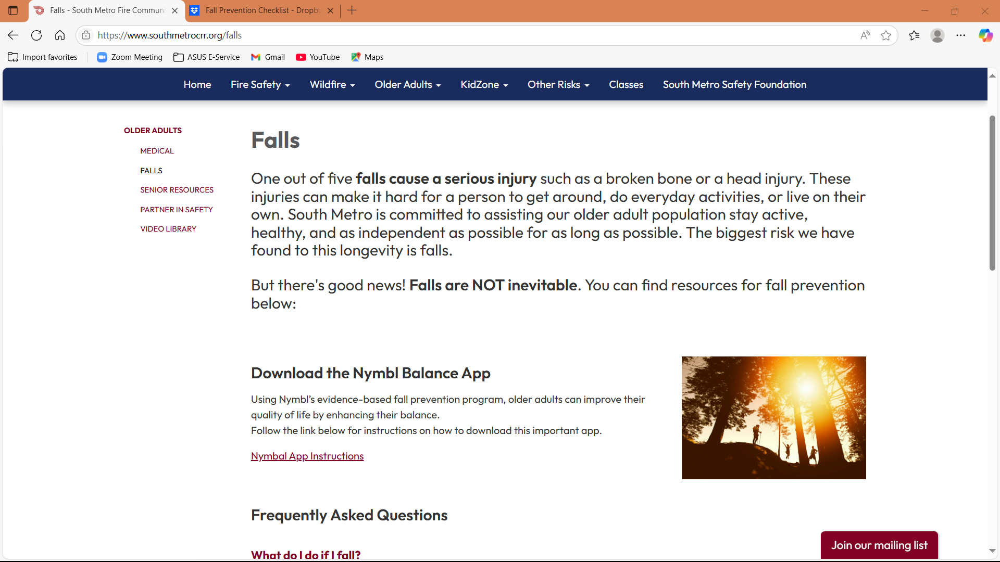 Falls - South Metro Fire Communi
Fall Prevention Checklist - Dropbo
https://www.southmetrocrr.org/falls
Import favorites
Zoom Meeting
ASUS E-Service
Gmail
YouTube
Maps
Home
Fire Safety
Wildfire
Older Adults
KidZone
Other Risks
Classes
South Metro Safety Foundation
OLDER ADULTS
MEDICAL
FALLS
SENIOR RESOURCES
PARTNER IN SAFETY
VIDEO LIBRARY
Falls
One out of five falls cause a serious injury such as a broken bone or a head injury. These
injuries can make it hard for a person to get around, do everyday activities, or live on their
own. South Metro is committed to assisting our older adult population stay active,
healthy, and as independent as possible for as long as possible. The biggest risk we have
found to this longevity is falls.
But there's good news! Falls are NOT inevitable. You can find resources for fall prevention
below:
Download the Nymbl Balance App
Using Nymbl’s evidence-based fall prevention program, older adults can improve their
quality of life by enhancing their balance.
Follow the link below for instructions on how to download this important app.
Nymbal App Instructions
Frequently Asked Questions
What do I do if I fall?
Join our mailing list